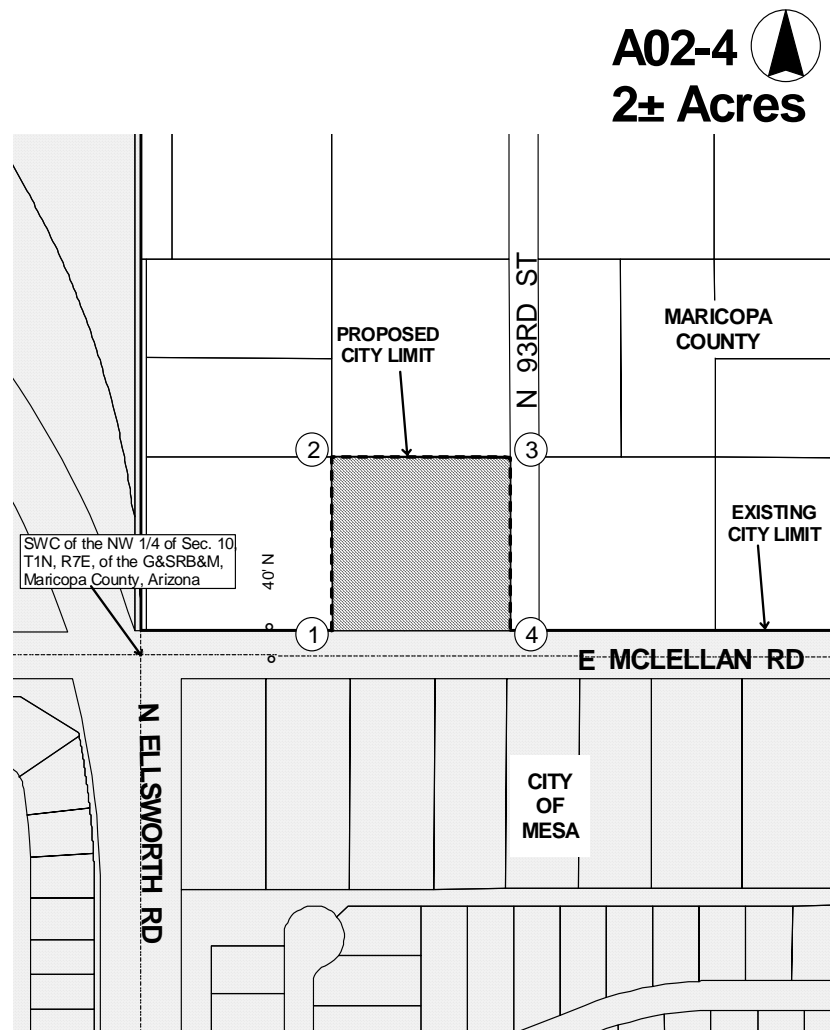 A02-4
2± Acres
N 93RD ST
MARICOPA
COUNTY
PROPOSED
CITY LIMIT
2
3
EXISTING
CITY LIMIT
SWC of the NW 1/4 of Sec. 10,
T1N, R7E, of the G&SRB&M,
Maricopa County, Arizona
40' N
1
4
E MCLELLAN RD
N ELLSWORTH RD
CITY
OF
MESA